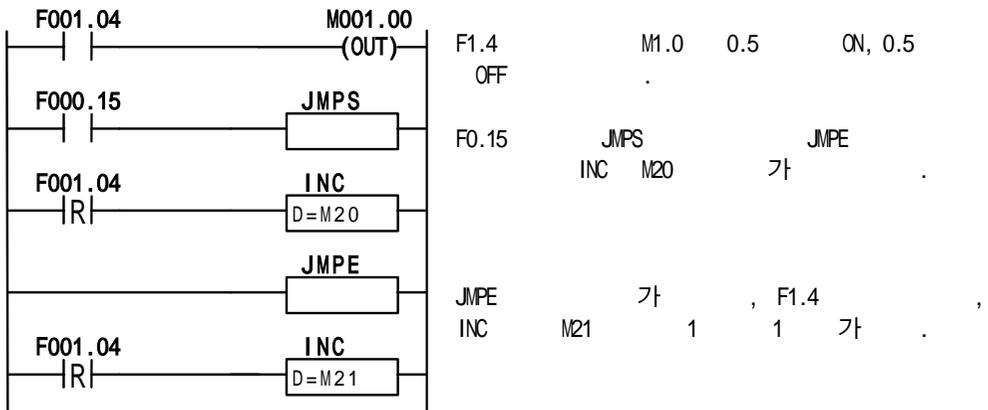 F001.04 M001.00
(OUT)
F1.4 M1.0 0.5 ON, 0.5
OFF .
F000.15 JMPS
F0.15 JMPS JMPE
INC M20 가 .
F001.04 INC
R D=M20
JMPE
JMPE 가 , F1.4 ,
INC M21 1 1 가 .
F001.04 INC
R D=M21